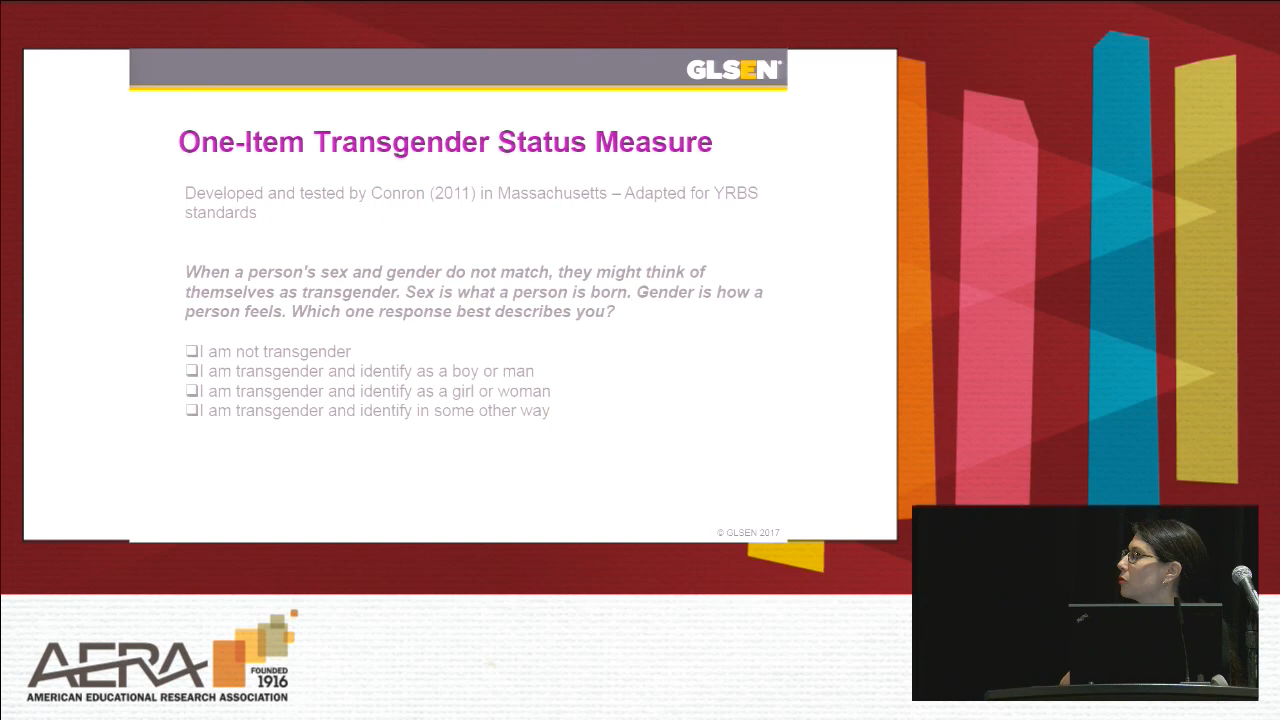 GLSEN®
One-Item Transgender Status Measure
Developed and tested by Conron (2011) in Massachusetts – Adapted for YRBS
standards
When a person's sex and gender do not match, they might think of
themselves as transgender. Sex is what a person is born. Gender is how a
person feels. Which one response best describes you?
❑I am not transgender
❑I am transgender and identify as a boy or man
❑I am transgender and identify as a girl or woman
❑I am transgender and identify in some other way
© GLSEN 2017
AERA
FOUNDED
1916
AMERICAN EDUCATIONAL RESEARCH ASSOCIATION